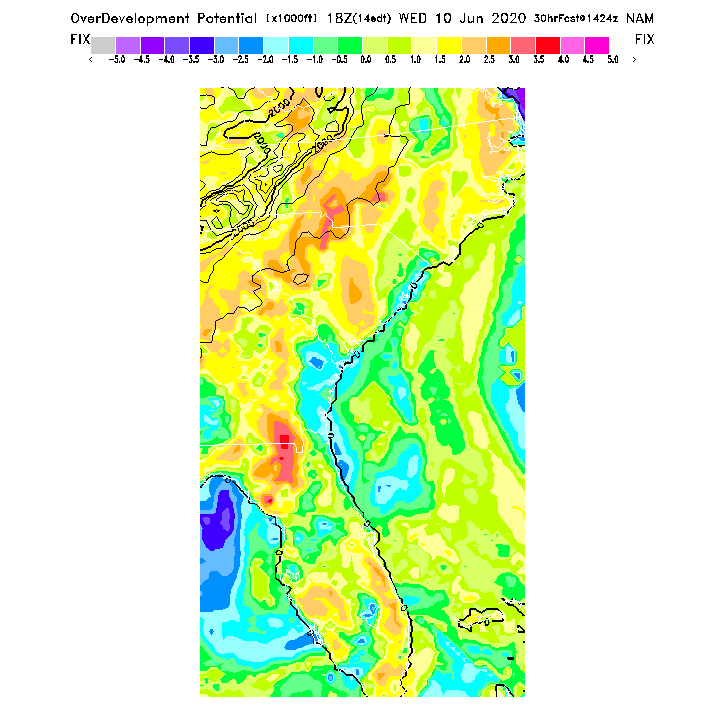 OverDevelopment Potential [x1000ft] 18Z(14edt) WED 10 Jun 2020 30hrFcst@1424z NAM
FIX FIX
< -5.0 -4.5 -4.0 -3.5 -3.0 -2.5 -2.0 -1.5 -1.0 -0.5 0.0 0.5 1.0 1.5 2.0 2.5 3.0 3.5 4.0 4.5 5.0 >
2000
2000